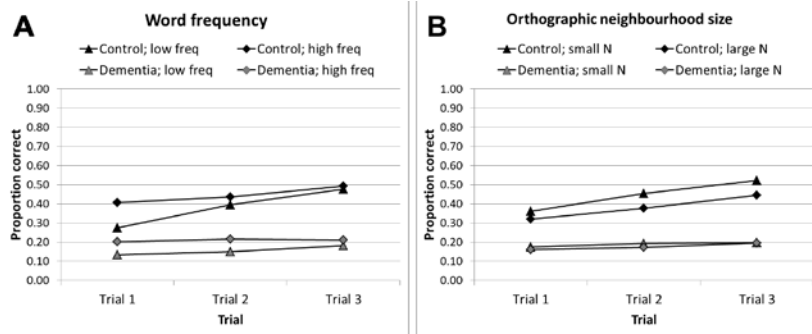 A
Word frequency
Control; low freq
Control; high freq
Dementia; low freq
Dementia; high freq
Proportion correct
1.00
0.90
0.80
0.70
0.60
0.50
0.40
0.30
0.20
0.10
0.00
Trial 1
Trial 2
Trial 3
Trial
B
Orthographic neighbourhood size
Control; small N
Control; large N
Dementia; small N
Dementia; large N
Proportion correct
1.00
0.90
0.80
0.70
0.60
0.50
0.40
0.30
0.20
0.10
0.00
Trial 1
Trial 2
Trial 3
Trial